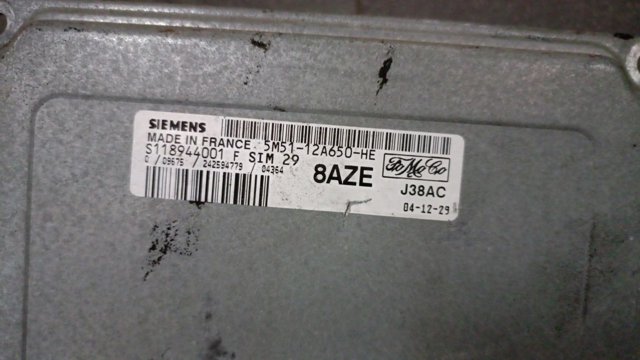 SIEMENS
MADE IN FRANCE 5M51-12A650-HE
S118944001 F SIM 29
0 / 09675 / 242594779 / 04364
8AZE
FoMoCo
J38AC
04-12-29